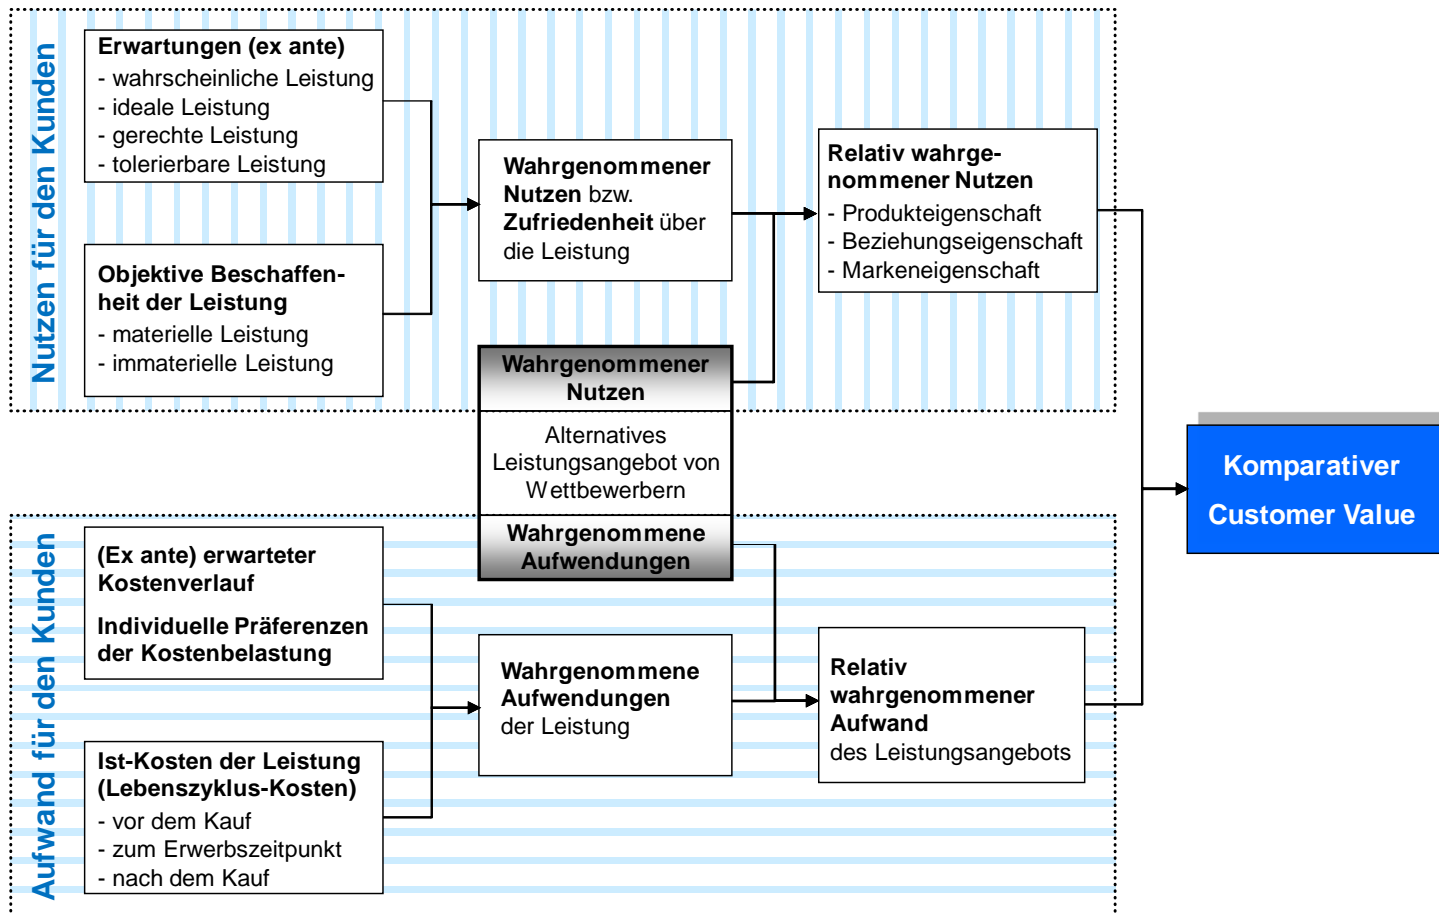 Nutzen für den Kunden
Erwartungen (ex ante)
- wahrscheinliche Leistung
- ideale Leistung
- gerechte Leistung
- tolerierbare Leistung
Objektive Beschaffen-
heit der Leistung
- materielle Leistung
- immaterielle Leistung
Wahrgenommener
Nutzen bzw.
Zufriedenheit über
die Leistung
Relativ wahrge-
nommener Nutzen
- Produkteigenschaft
- Beziehungseigenschaft
- Markeneigenschaft
Wahrgenommener
Nutzen
Alternatives
Leistungsangebot von
Wettbewerbern
Wahrgenommene
Aufwendungen
Aufwand für den Kunden
(Ex ante) erwarteter
Kostenverlauf
Individuelle Präferenzen
der Kostenbelastung
Ist-Kosten der Leistung
(Lebenszyklus-Kosten)
- vor dem Kauf
- zum Erwerbszeitpunkt
- nach dem Kauf
Wahrgenommene
Aufwendungen
der Leistung
Relativ
wahrgenommener
Aufwand
des Leistungsangebots
Komparativer
Customer Value